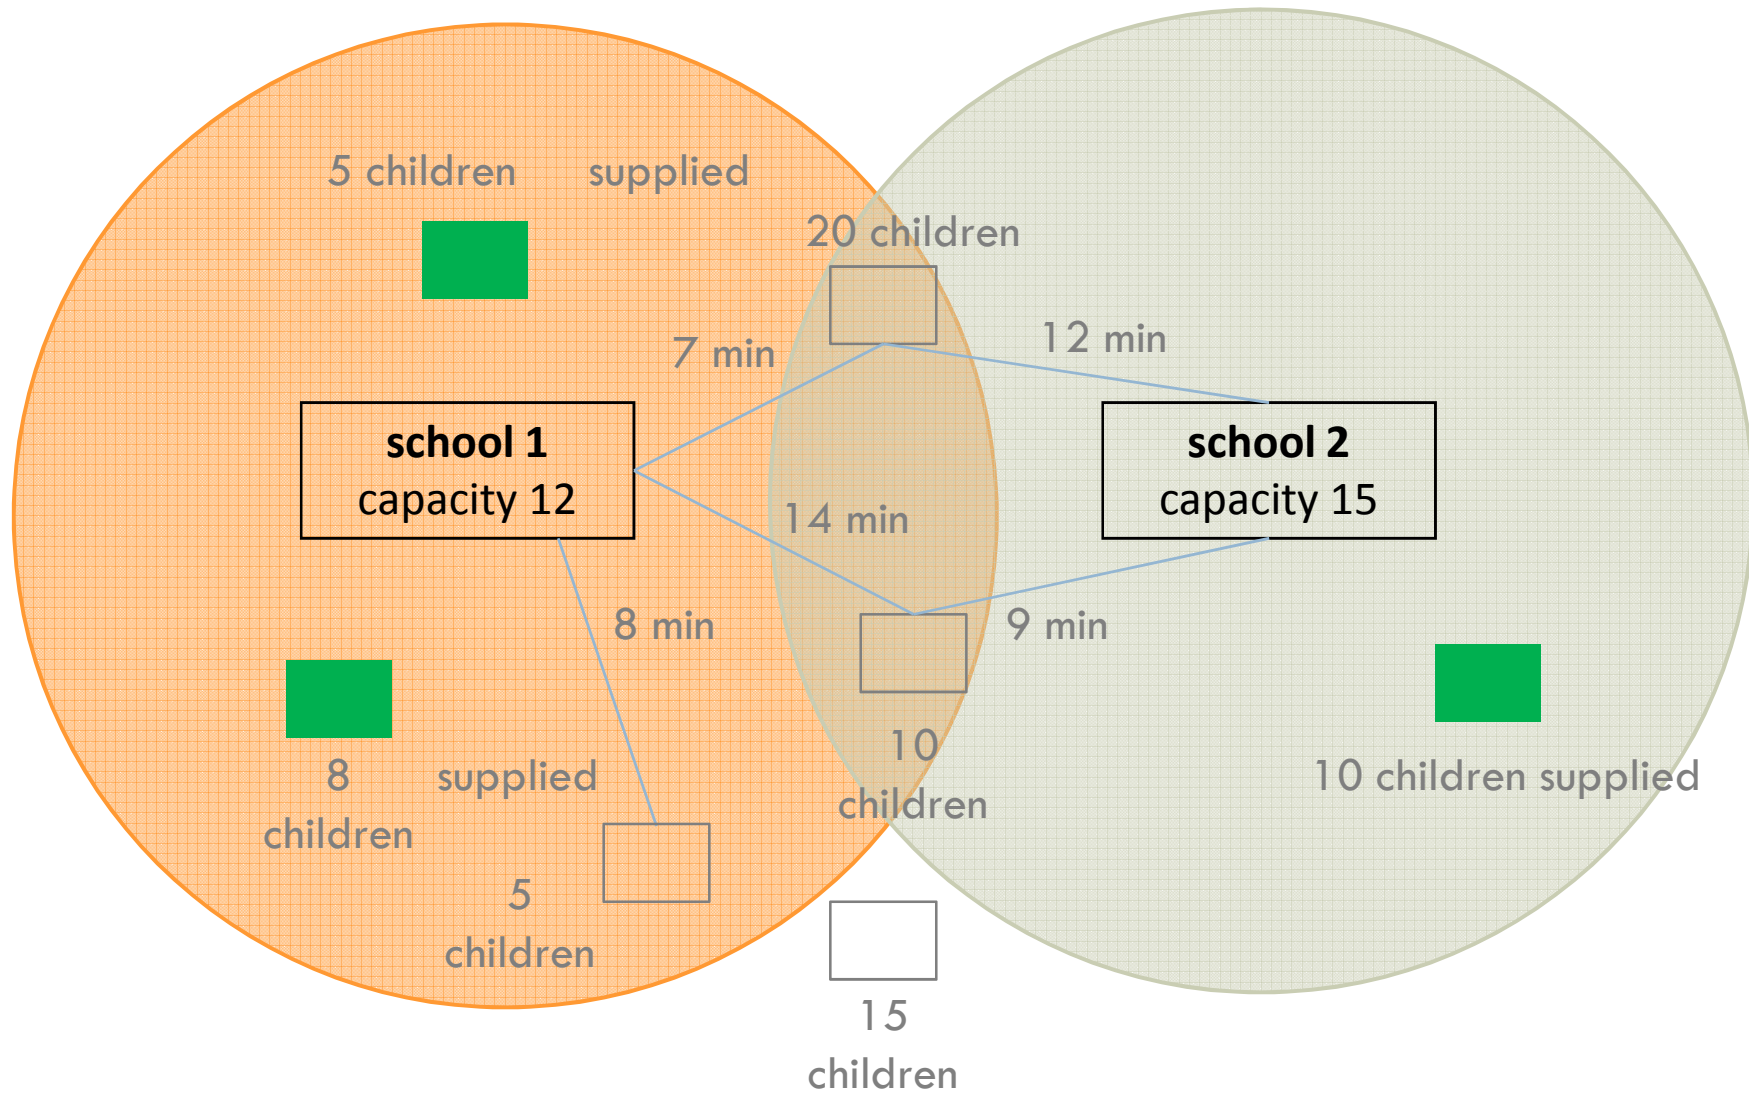 5 children supplied
20 children
7 min
12 min
school 1
capacity 12
school 2
capacity 15
14 min
8 min
9 min
10
children
8 supplied
children
10 children supplied
5
children
15
children